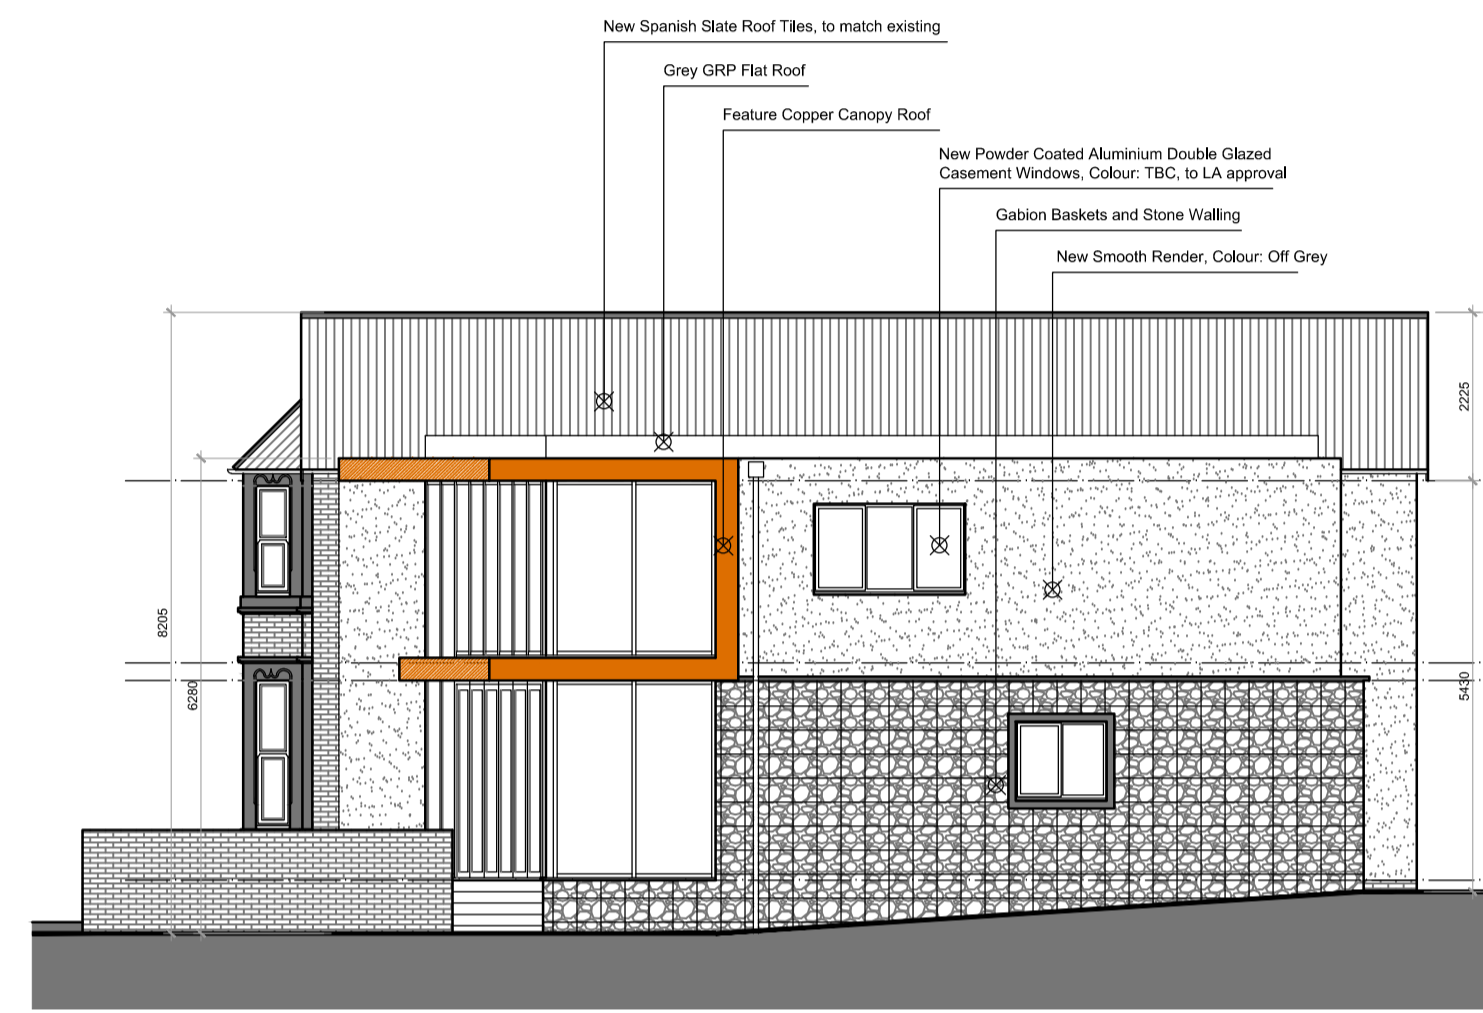 New Spanish Slate Roof Tiles, to match existing
Grey GRP Flat Roof
Feature Copper Canopy Roof
New Powder Coated Aluminium Double Glazed
Casement Windows, Colour: TBC, to LA approval
Gabion Baskets and Stone Walling
New Smooth Render, Colour: Off Grey
2225
8205
6280
5430